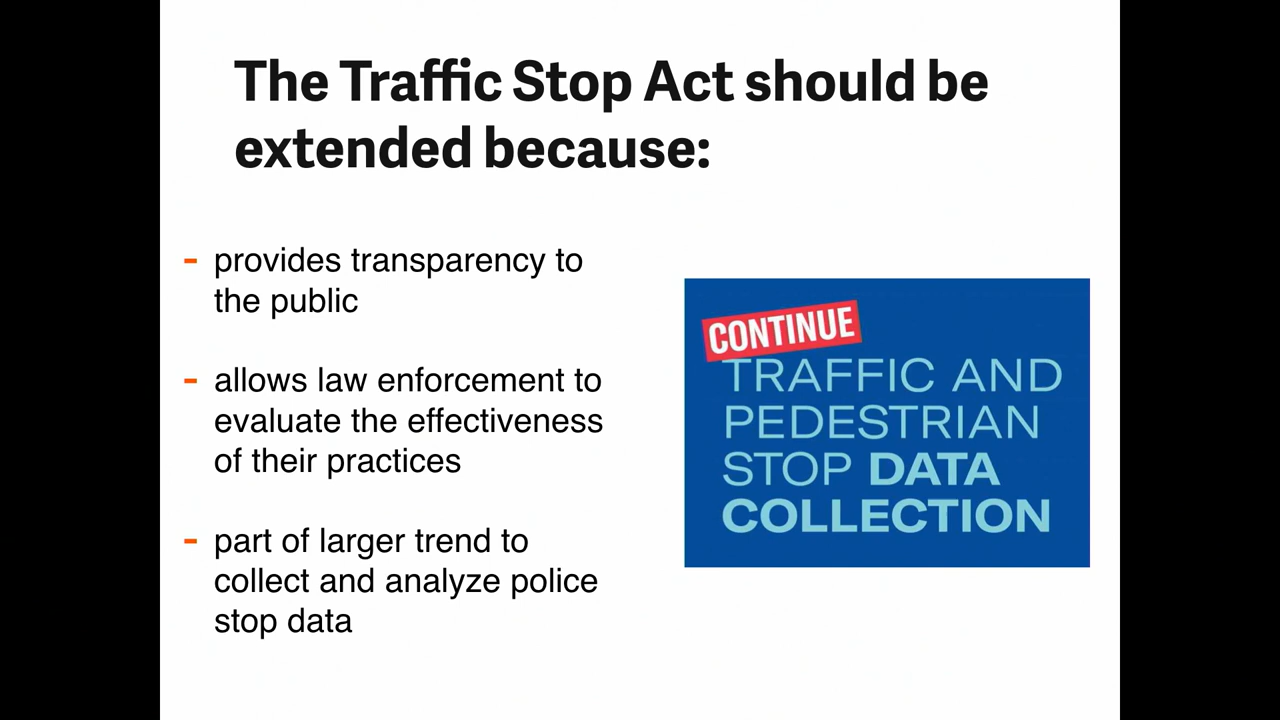 The Traffic Stop Act should be
extended because:
- provides transparency to
the public
- allows law enforcement to
evaluate the effectiveness
of their practices
- part of larger trend to
collect and analyze police
stop data
CONTINUE
TRAFFIC AND
PEDESTRIAN
STOP DATA
COLLECTION